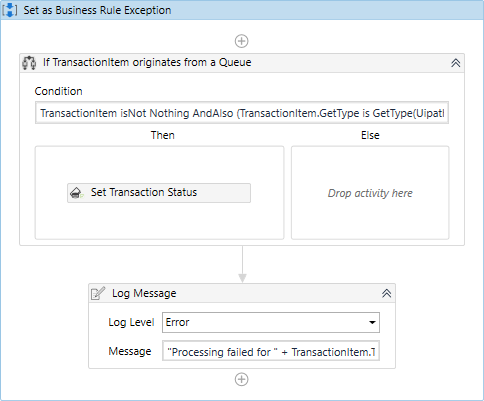 Set as Business Rule Exception
If TransactionItem originates from a Queue
Condition
TransactionItem isNot Nothing AndAlso (TransactionItem.GetType is GetType(Uipatl
Then
Else
Set Transaction Status
Drop activity here
Log Message
Log Level
Error
Message
"Processing failed for " + TransactionItem.T